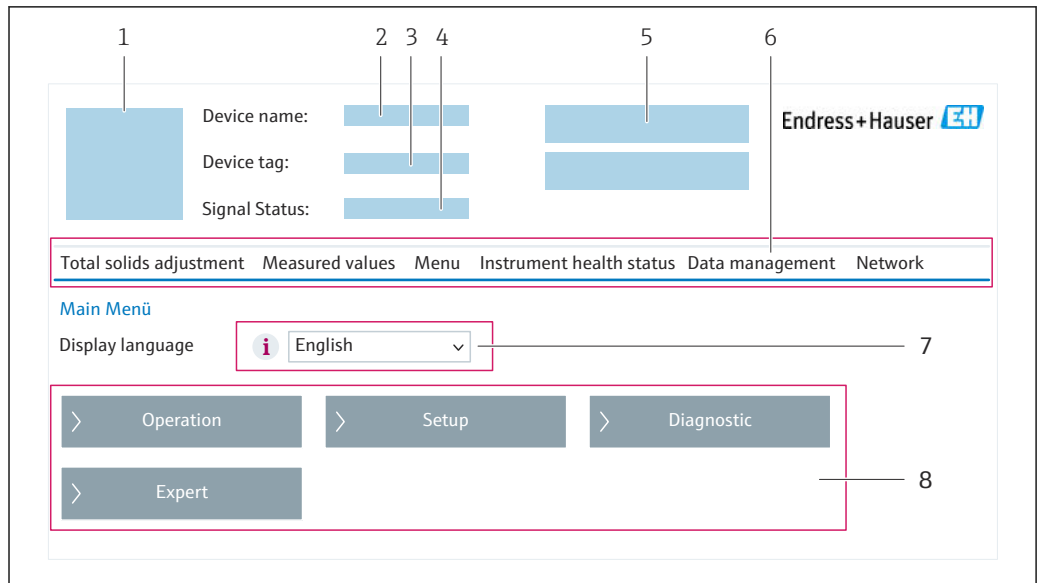 1 2 3 4 5 6
Device name:
Endress+Hauser EH
Device tag:
Signal Status:
Total solids adjustment Measured values Menu Instrument health status Data management Network
Main Menü
Display language i English 7
Operation Setup Diagnostic
Expert 8